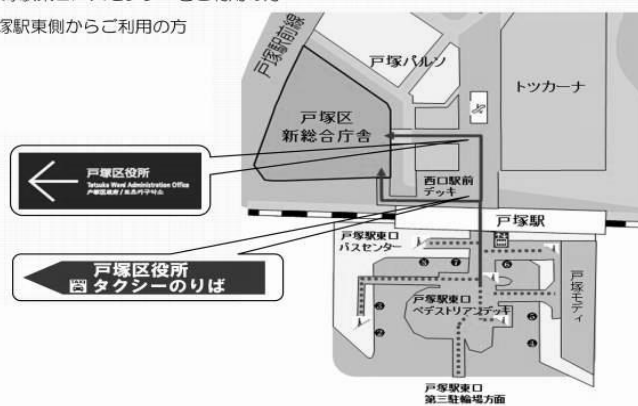 塚駅東側からご利用の方
戸塚駅前線
戸塚パルソ
トツカーナ
戸塚区
新総合庁舎
戸塚区役所
Totsuka Ward Administration Office
西口駅前
デッキ
戸塚駅
戸塚駅東口
バスセンター
戸塚区役所
タクシーのりば
戸塚モディ
戸塚駅東口
ペデストリアンデッキ
戸塚駅東口
第三駐輪場方面